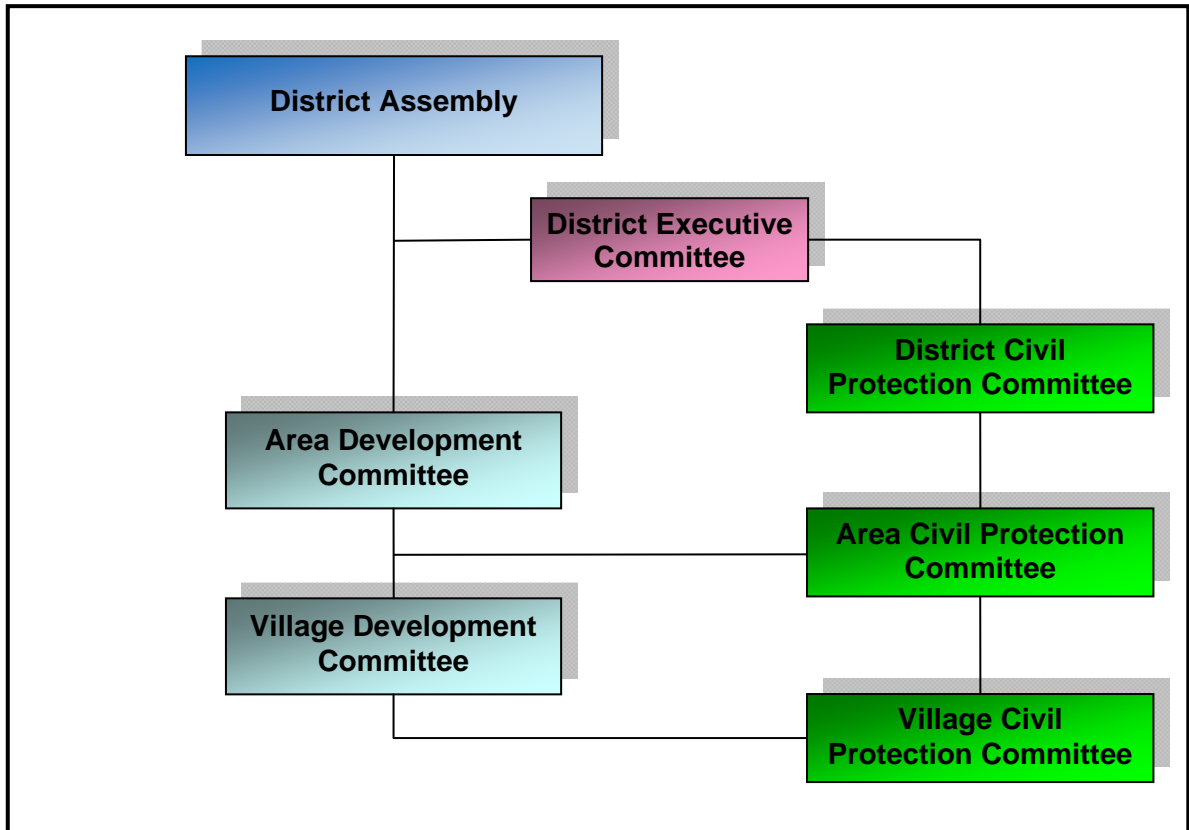 District Assembly
District Executive
Committee
District Civil
Protection Committee
Area Development
Committee
Area Civil Protection
Committee
Village Development
Committee
Village Civil
Protection Committee